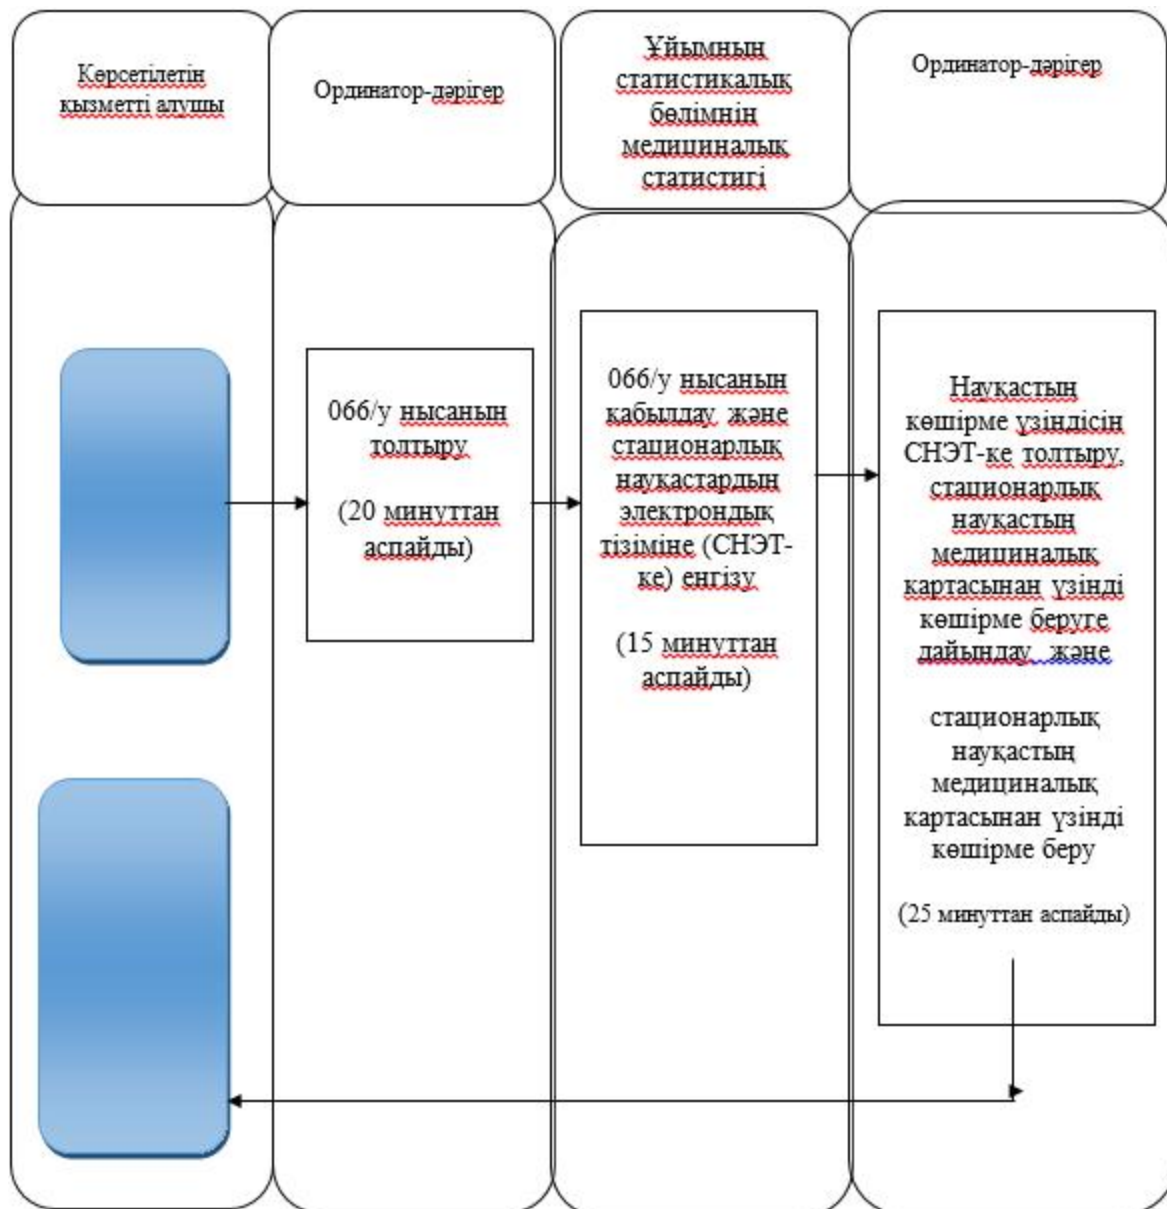 Көрсетілетін
қызметті алушы
Ординатор-дәрігер
Ұйымның
статистикалық
бөлімнің
медициналық
статистигі
Ординатор-дәрігер
066/у нысанын
толтыру
(20 минуттан
аспайды)
066/у нысанын
қабылдау және
стационарлық
науқастардың
электрондық
тізіміне (СНЭТ-
ке) енгізу
(15 минуттан
аспайды)
Науқастың
көшірме үзіндісін
СНЭТ-ке толтыру,
стационарлық
науқастың
медициналық
картасынан үзінді
көшірме беруге
дайындау және
стационарлық
науқастың
медициналық
картасынан үзінді
көшірме беру
(25 минуттан аспайды)